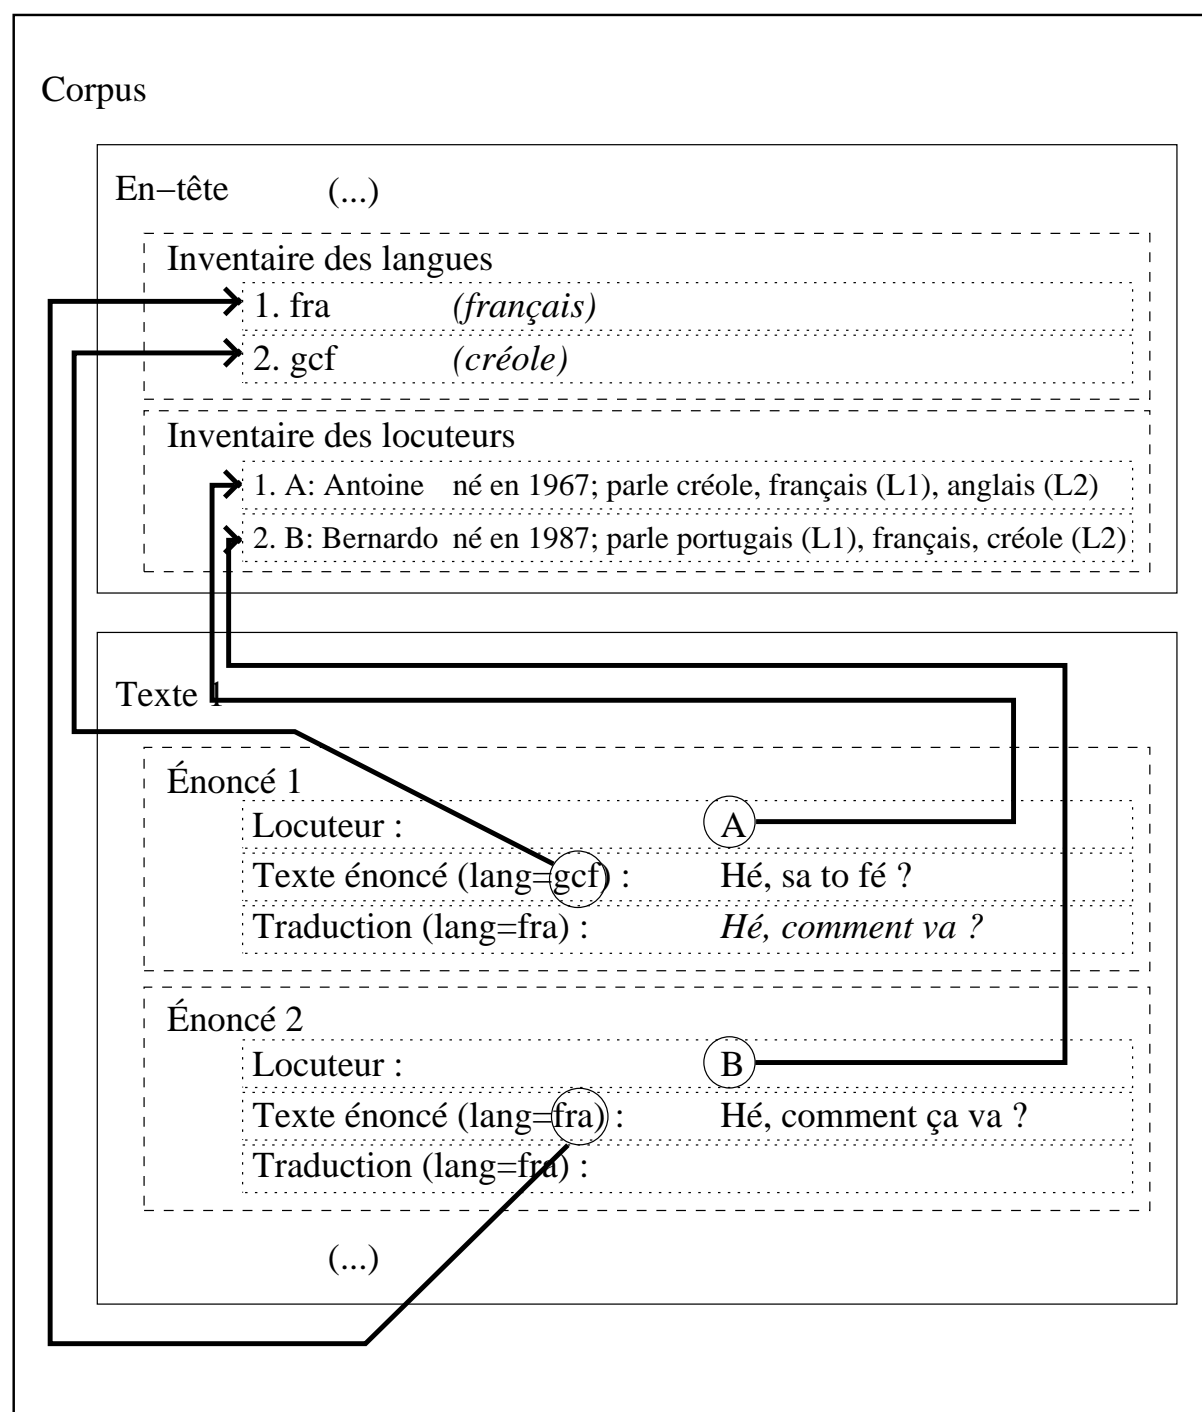 Corpus
En−tête (...)
Inventaire des langues
1. fra (français)
2. gcf (créole)
Inventaire des locuteurs
1. A: Antoine né en 1967; parle créole, français (L1), anglais (L2)
2. B: Bernardo né en 1987; parle portugais (L1), français, créole (L2)
Texte 1
Énoncé 1
Locuteur : A
Texte énoncé (lang=gcf) : Hé, sa to fé ?
Traduction (lang=fra) : Hé, comment va ?
Énoncé 2
Locuteur : B
Texte énoncé (lang=fra) : Hé, comment ça va ?
Traduction (lang=fra) :
(...)